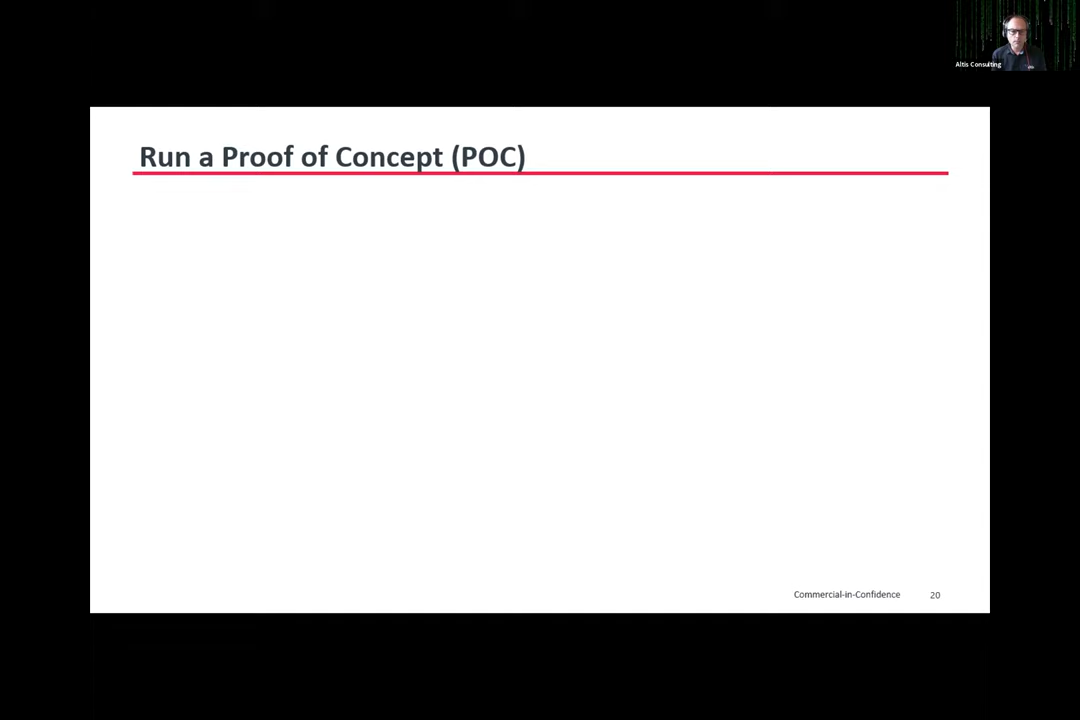 Altis Consulting
Run a Proof of Concept (POC)
Commercial-in-Confidence
20